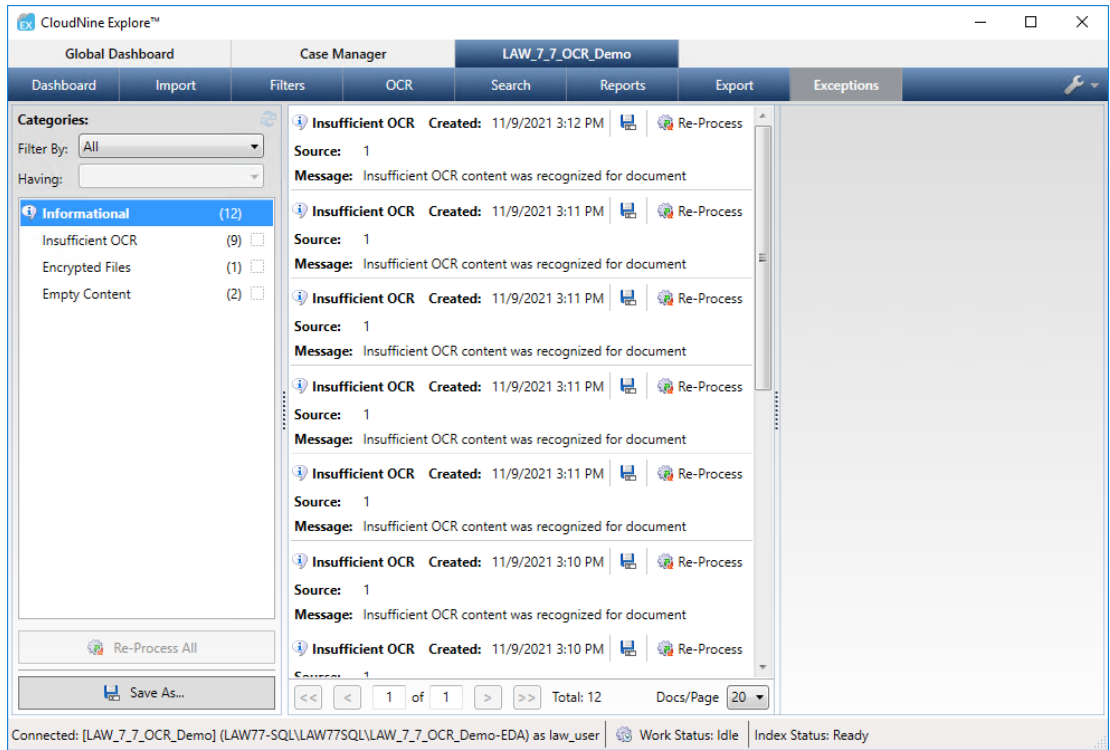 CloudNine Explore™
Global Dashboard Case Manager LAW_7_7_OCR_Demo
Dashboard Import Filters OCR Search Reports Export Exceptions
Categories:
Filter By: All
Having:
Informational (12)
Insufficient OCR (9)
Encrypted Files (1)
Empty Content (2)
Re-Process All
Save As...
Insufficient OCR Created: 11/9/2021 3:12 PM Re-Process
Source: 1
Message: Insufficient OCR content was recognized for document
Insufficient OCR Created: 11/9/2021 3:11 PM Re-Process
Source: 1
Message: Insufficient OCR content was recognized for document
Insufficient OCR Created: 11/9/2021 3:11 PM Re-Process
Source: 1
Message: Insufficient OCR content was recognized for document
Insufficient OCR Created: 11/9/2021 3:11 PM Re-Process
Source: 1
Message: Insufficient OCR content was recognized for document
Insufficient OCR Created: 11/9/2021 3:11 PM Re-Process
Source: 1
Message: Insufficient OCR content was recognized for document
Insufficient OCR Created: 11/9/2021 3:10 PM Re-Process
Source: 1
Message: Insufficient OCR content was recognized for document
Insufficient OCR Created: 11/9/2021 3:10 PM Re-Process
Source: 1
<< < 1 of 1 > >> Total: 12 Docs/Page 20
Connected: [LAW_7_7_OCR_Demo] (LAW77-SQL\LAW77SQL\LAW_7_7_OCR_Demo-EDA) as law_user Work Status: Idle Index Status: Ready